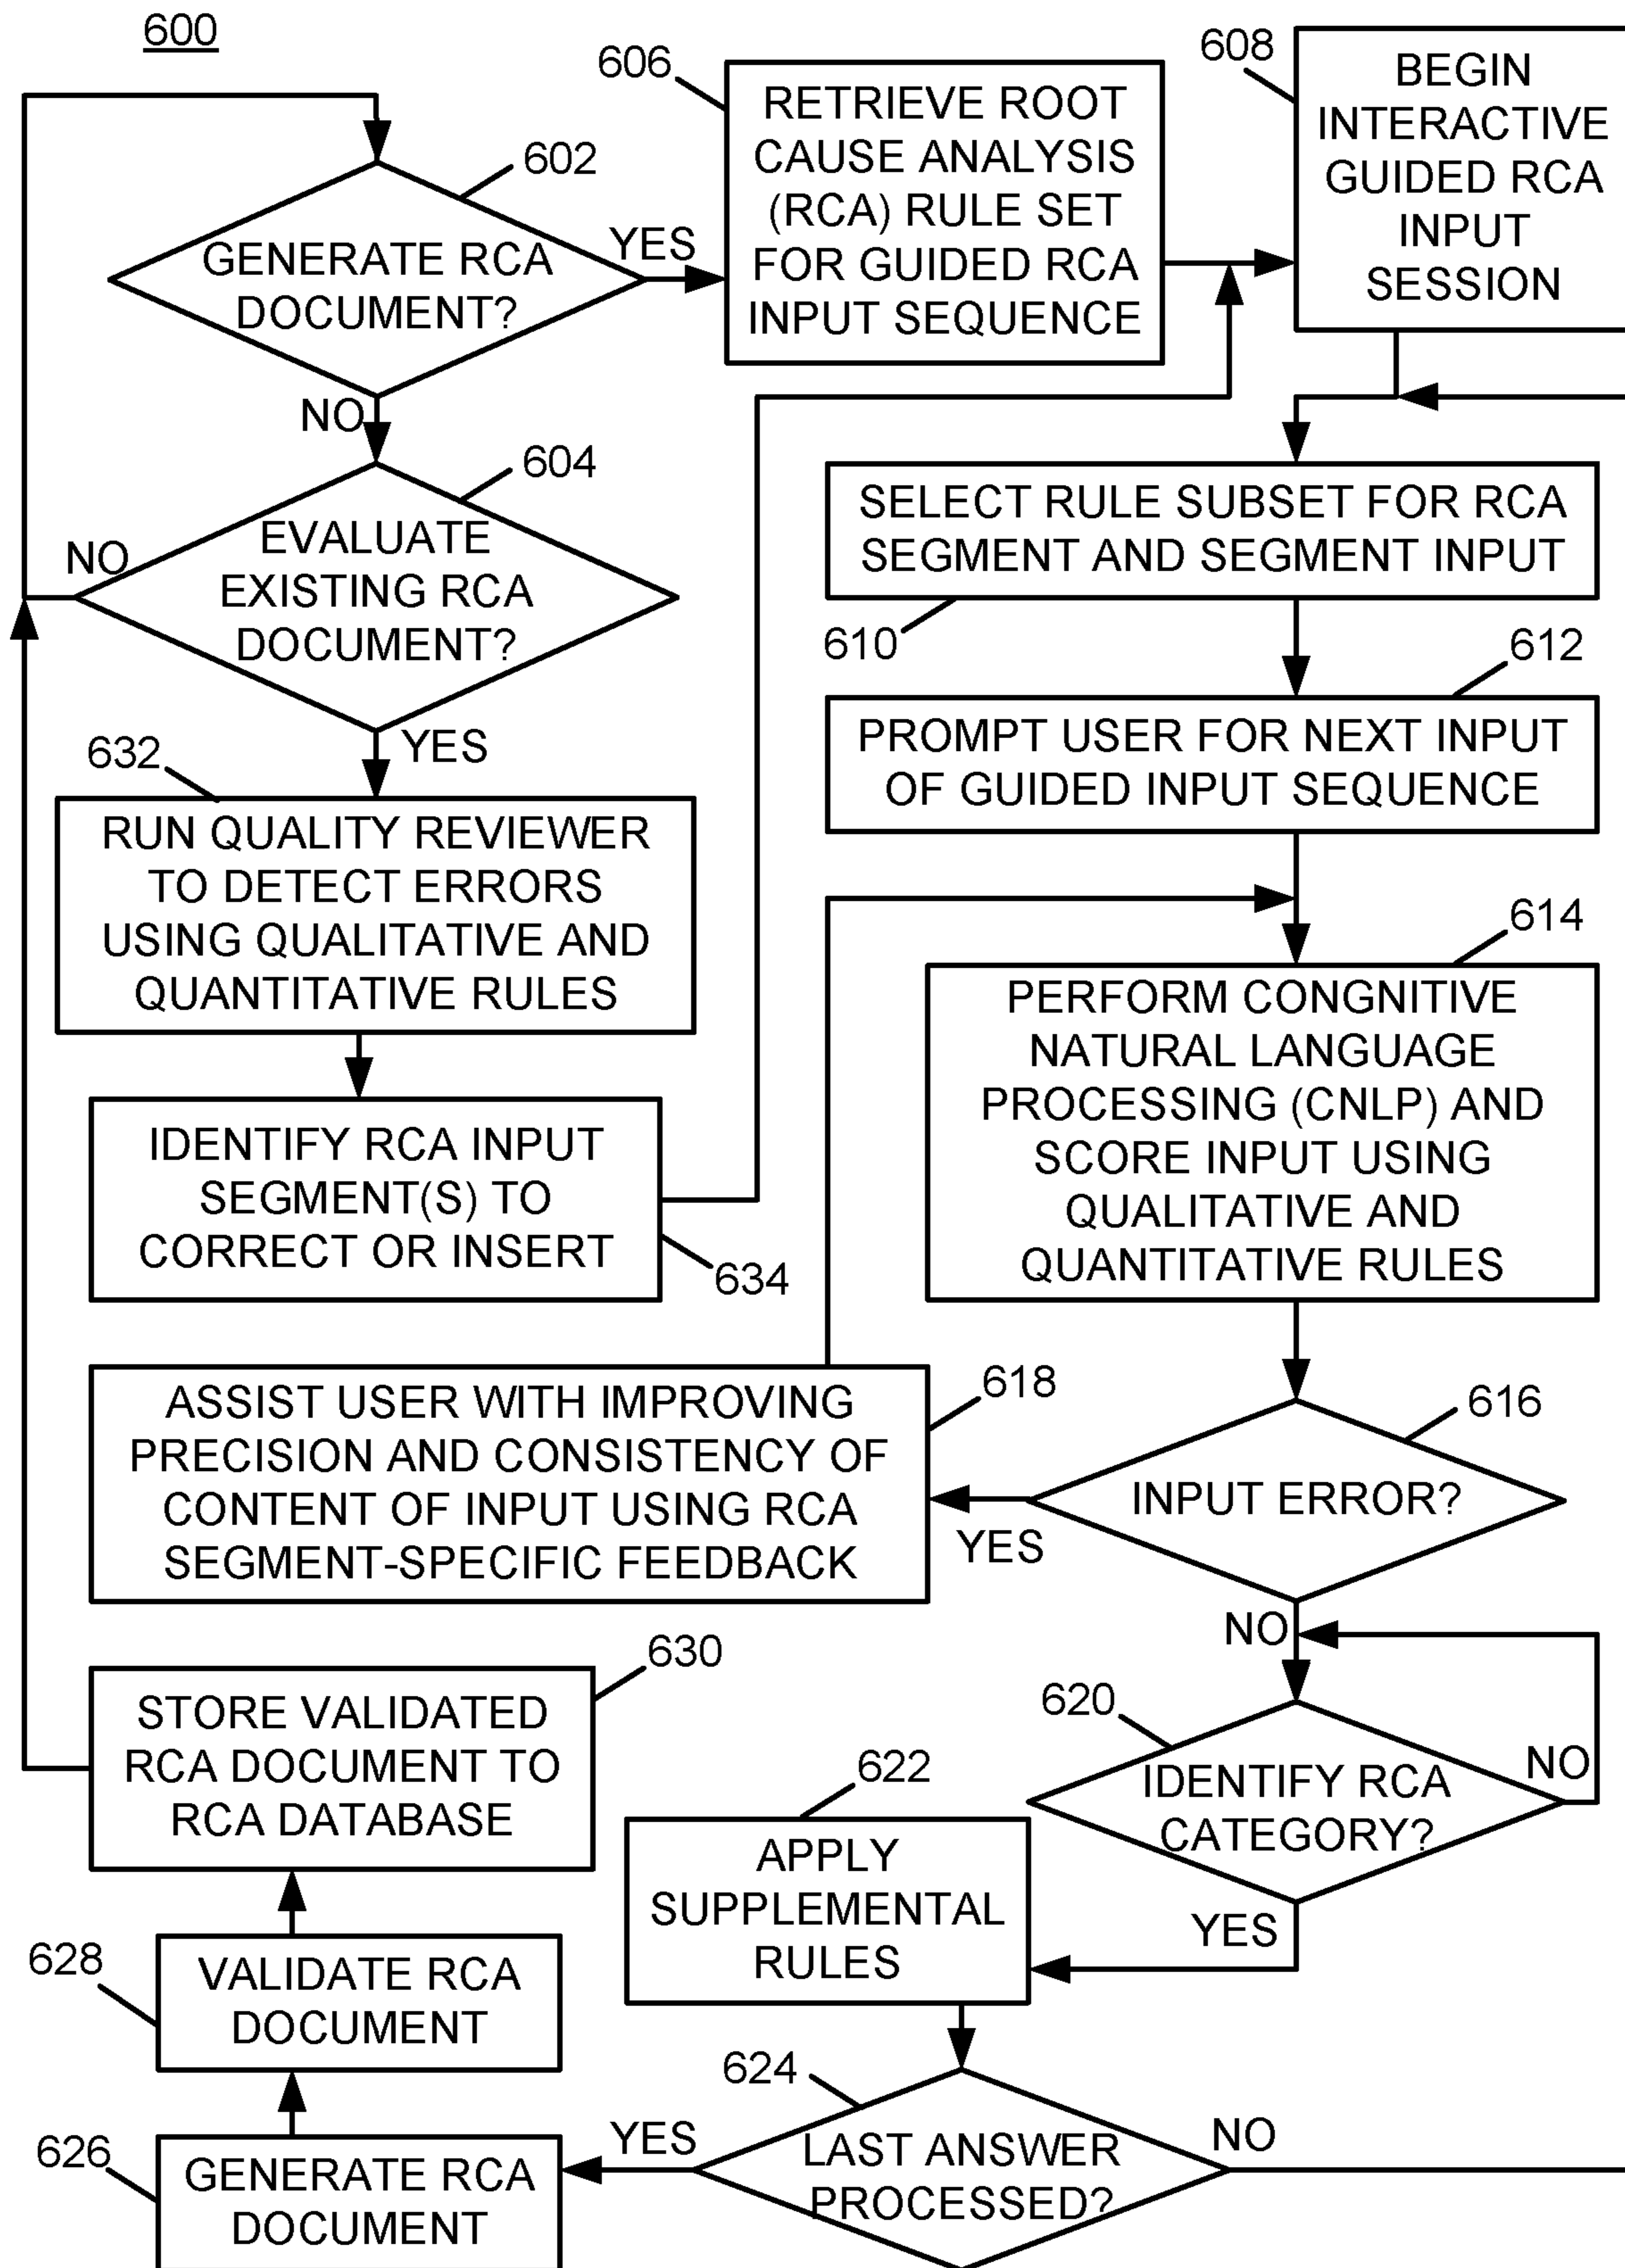 600
602
GENERATE RCA
DOCUMENT?
YES
NO
604
EVALUATE
EXISTING RCA
DOCUMENT?
NO
YES
606
RETRIEVE ROOT
CAUSE ANALYSIS
(RCA) RULE SET
FOR GUIDED RCA
INPUT SEQUENCE
608
BEGIN
INTERACTIVE
GUIDED RCA
INPUT
SESSION
SELECT RULE SUBSET FOR RCA
SEGMENT AND SEGMENT INPUT
610
612
PROMPT USER FOR NEXT INPUT
OF GUIDED INPUT SEQUENCE
632
RUN QUALITY REVIEWER
TO DETECT ERRORS
USING QUALITATIVE AND
QUANTITATIVE RULES
IDENTIFY RCA INPUT
SEGMENT(S) TO
CORRECT OR INSERT
634
614
PERFORM CONGNITIVE
NATURAL LANGUAGE
PROCESSING (CNLP) AND
SCORE INPUT USING
QUALITATIVE AND
QUANTITATIVE RULES
616
INPUT ERROR?
YES
NO
618
ASSIST USER WITH IMPROVING
PRECISION AND CONSISTENCY OF
CONTENT OF INPUT USING RCA
SEGMENT-SPECIFIC FEEDBACK
620
IDENTIFY RCA
CATEGORY?
NO
YES
622
APPLY
SUPPLEMENTAL
RULES
624
LAST ANSWER
PROCESSED?
YES
NO
626
GENERATE RCA
DOCUMENT
628
VALIDATE RCA
DOCUMENT
630
STORE VALIDATED
RCA DOCUMENT TO
RCA DATABASE